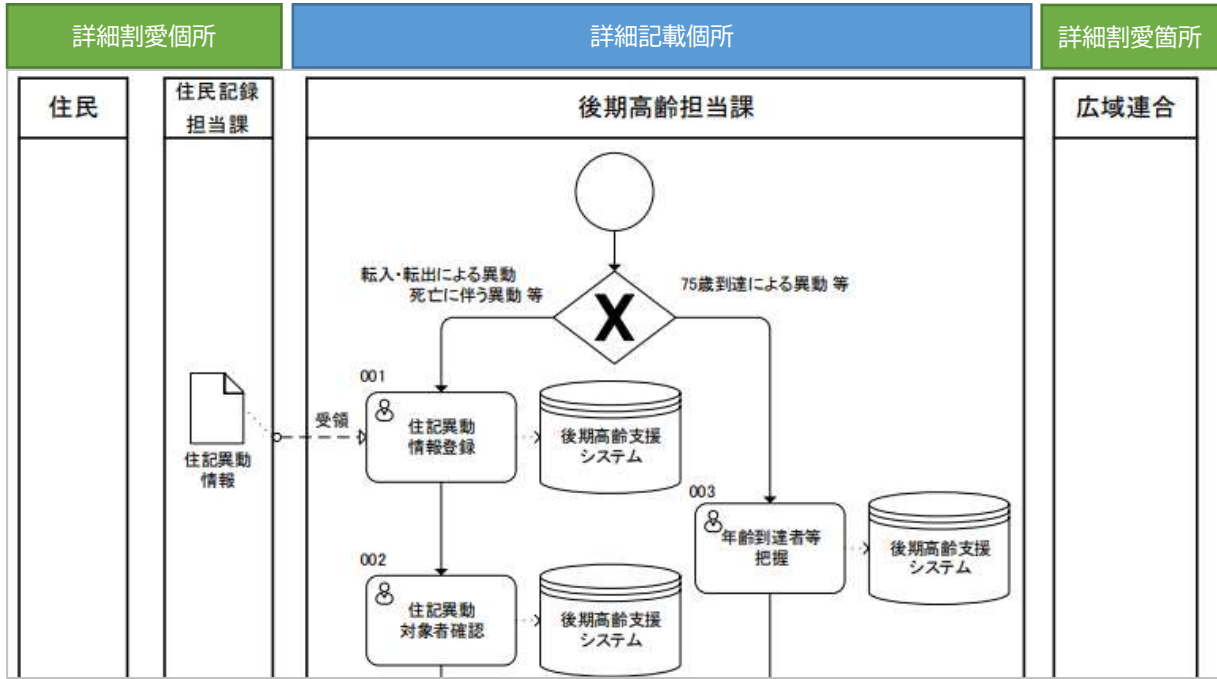 詳細割愛個所
詳細記載個所
詳細割愛箇所
住民
住民記録
担当課
後期高齢担当課
広域連合
転入・転出による異動
死亡に伴う異動 等
75歳到達による異動 等
X
001
住記異動
情報登録
後期高齢支援
システム
受領
住記異動
情報
003
年齢到達者等
把握
後期高齢支援
システム
002
住記異動
対象者確認
後期高齢支援
システム